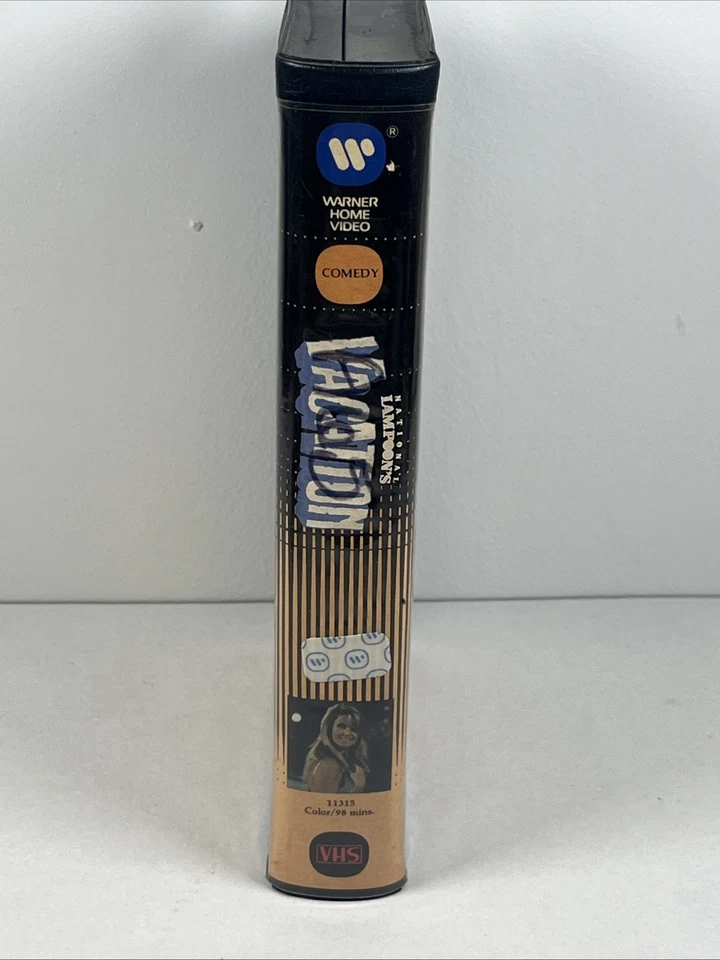 ®
WARNER
HOME
VIDEO
COMEDY
NATIONAL
LAMPOON'S
VACATION
11315
Color/98 mins.
VHS